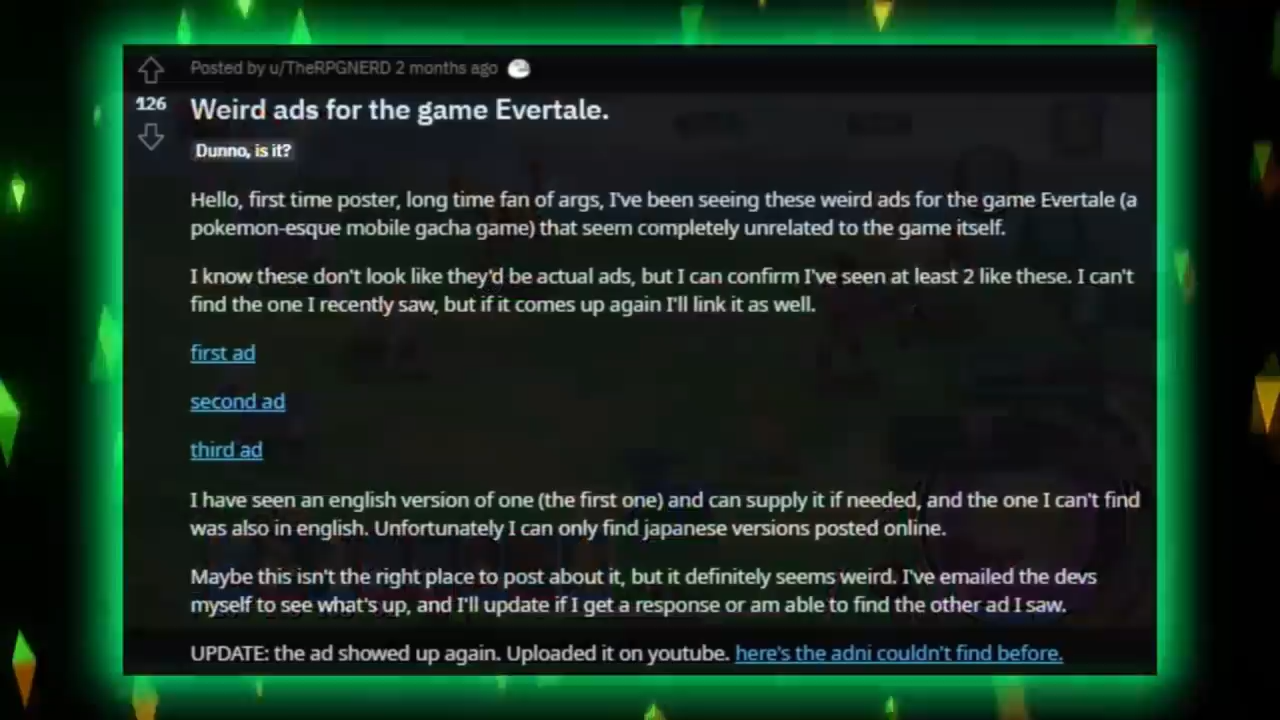 Posted by u/TheRPGNERD 2 months ago
126
Weird ads for the game Evertale.
Dunno, is it?
Hello, first time poster, long time fan of args, I've been seeing these weird ads for the game Evertale (a
pokemon-esque mobile gacha game) that seem completely unrelated to the game itself.
I know these don't look like they'd be actual ads, but I can confirm I've seen at least 2 like these. I can't
find the one I recently saw, but if it comes up again I'll link it as well.
first ad
second ad
third ad
I have seen an english version of one (the first one) and can supply it if needed, and the one I can't find
was also in english. Unfortunately I can only find japanese versions posted online.
Maybe this isn't the right place to post about it, but it definitely seems weird. I've emailed the devs
myself to see what's up, and I'll update if I get a response or am able to find the other ad I saw.
UPDATE: the ad showed up again. Uploaded it on youtube. here's the adni couldn't find before.